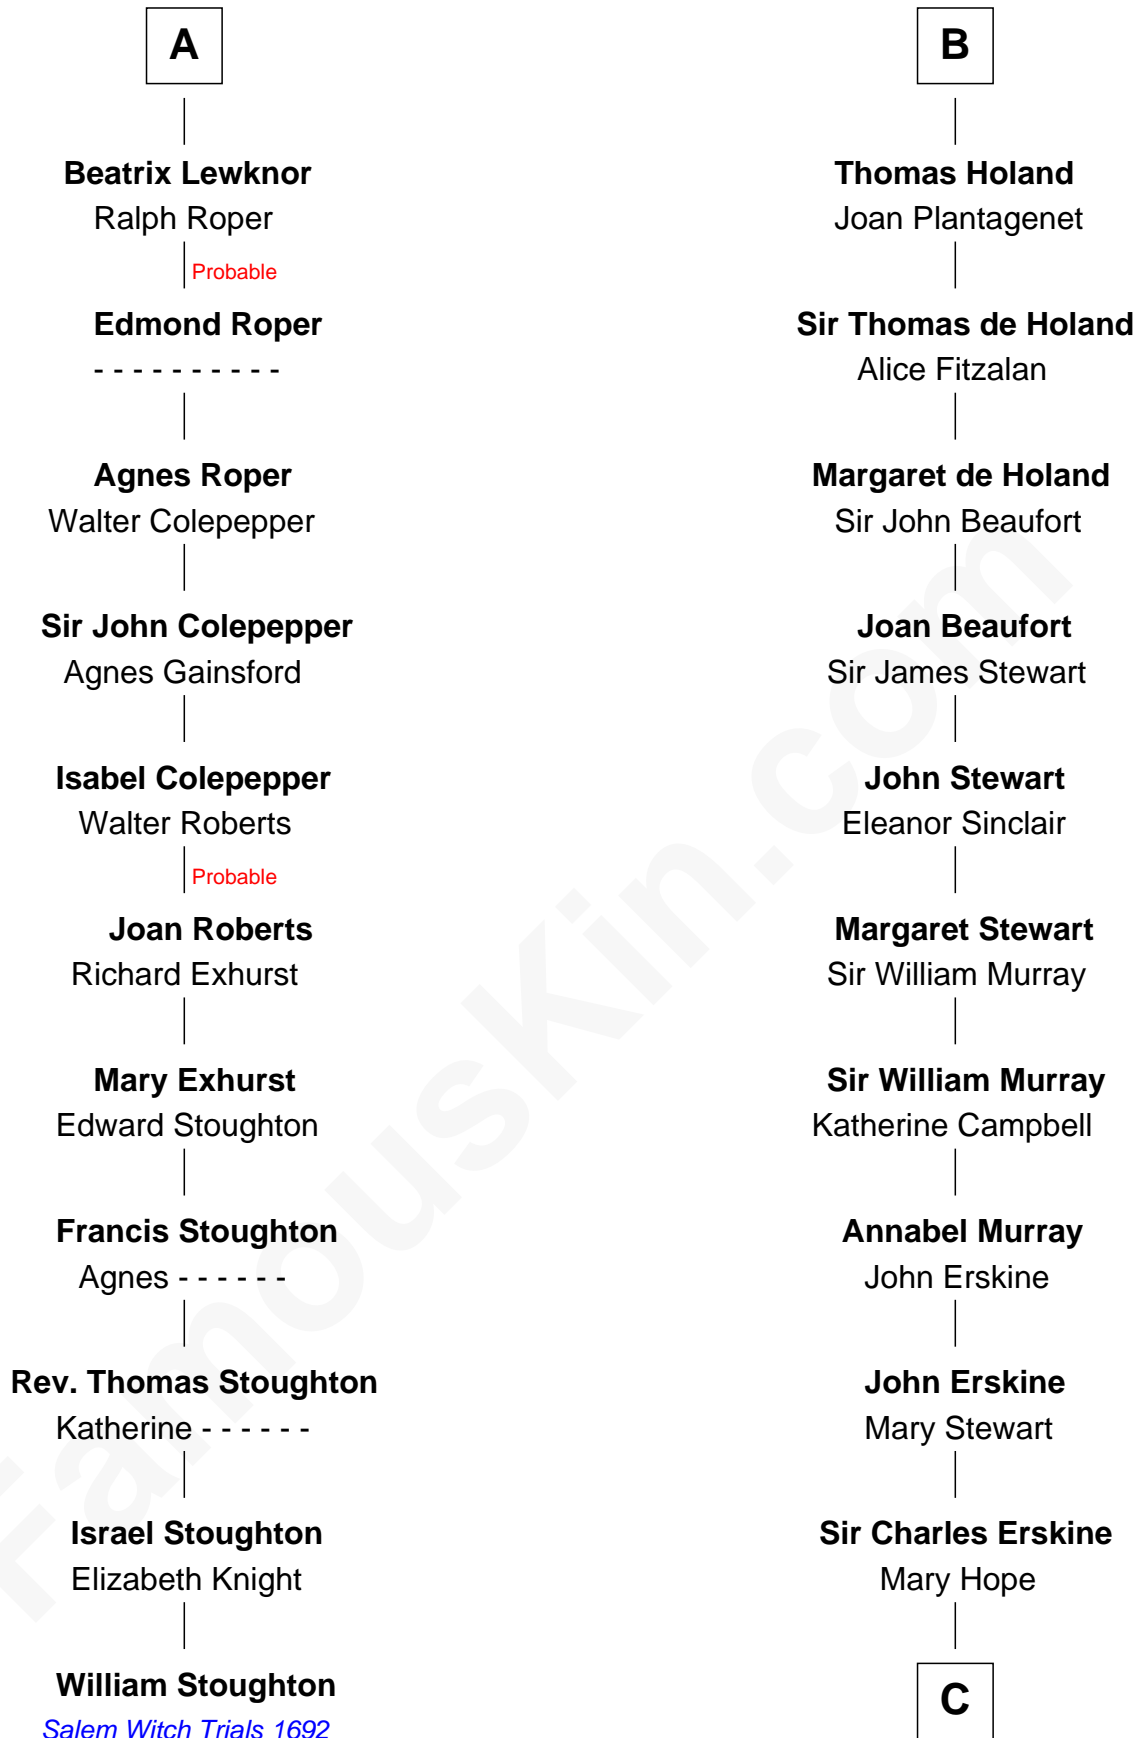 A
Beatrix Lewknor
Ralph Roper
Probable
Edmond Roper
- - - - - - - - - -
Agnes Roper
Walter Colepepper
Sir John Colepepper
Agnes Gainsford
Isabel Colepepper
Walter Roberts
Probable
Joan Roberts
Richard Exhurst
Mary Exhurst
Edward Stoughton
Francis Stoughton
Agnes - - - - - -
Rev. Thomas Stoughton
Katherine - - - - - -
Israel Stoughton
Elizabeth Knight
William Stoughton
Salem Witch Trials 1692
B
Thomas Holand
Joan Plantagenet
Sir Thomas de Holand
Alice Fitzalan
Margaret de Holand
Sir John Beaufort
Joan Beaufort
Sir James Stewart
John Stewart
Eleanor Sinclair
Margaret Stewart
Sir William Murray
Sir William Murray
Katherine Campbell
Annabel Murray
John Erskine
John Erskine
Mary Stewart
Sir Charles Erskine
Mary Hope
C
FamousKin.com